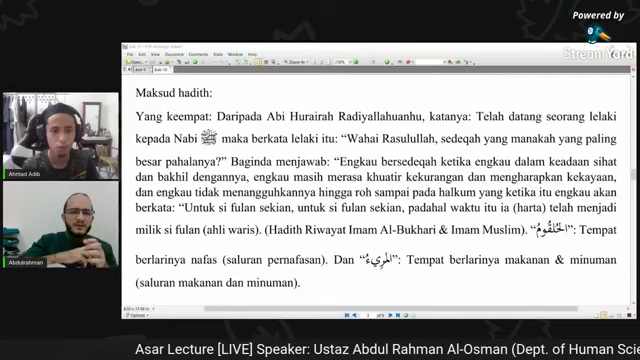 Powered by
StreamYard
Maksud hadith:
Yang keempat: Daripada Abi Hurairah Radiyallahuanhu, katanya: Telah datang seorang lelaki
kepada Nabi ﷺ maka berkata lelaki itu: “Wahai Rasulullah, sedeqah yang manakah yang paling
besar pahalanya?” Baginda menjawab: “Engkau bersedeqah ketika engkau dalam keadaan sihat
dan bakhil dengannya, engkau masih merasa khuatir kekurangan dan mengharapkan kekayaan,
dan engkau tidak menangguhkannya hingga roh sampai pada halkum yang ketika itu engkau akan
berkata: “Untuk si fulan sekian, untuk si fulan sekian, padahal waktu itu ia (harta) telah menjadi
milik si fulan (ahli waris). (Hadith Riwayat Imam Al-Bukhari & Imam Muslim). “الحُلْقُومُ”: Tempat
berlarinya nafas (saluran pernafasan). Dan “المَرِيءُ”: Tempat berlarinya makanan & minuman
(saluran makanan dan minuman).
Ahmad Adib
Abdulrahman
Asar Lecture [LIVE] Speaker: Ustaz Abdul Rahman Al-Osman (Dept. of Human Scie